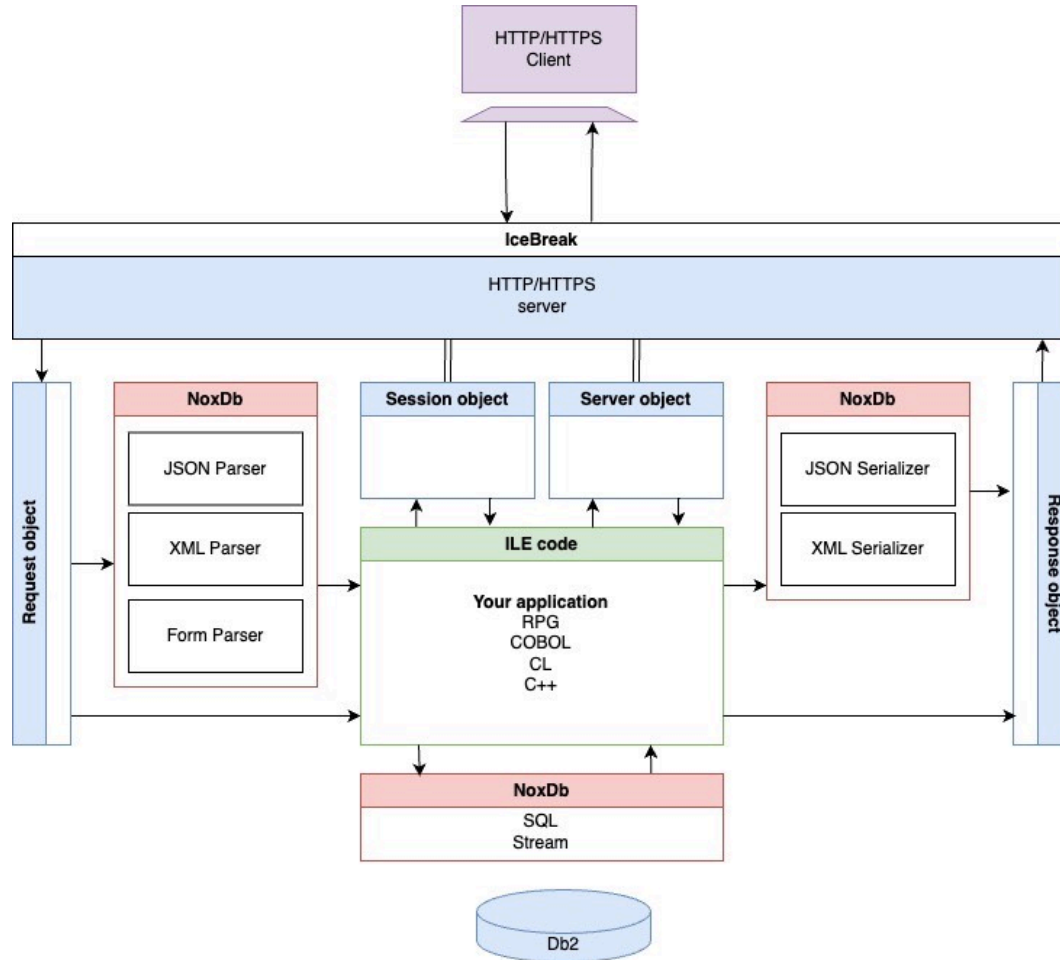 HTTP/HTTPS
Client
IceBreak
HTTP/HTTPS
server
Request object
NoxDb
JSON Parser
XML Parser
Form Parser
Session object
Server object
ILE code
Your application
RPG
COBOL
CL
C++
NoxDb
JSON Serializer
XML Serializer
Response object
NoxDb
SQL
Stream
Db2